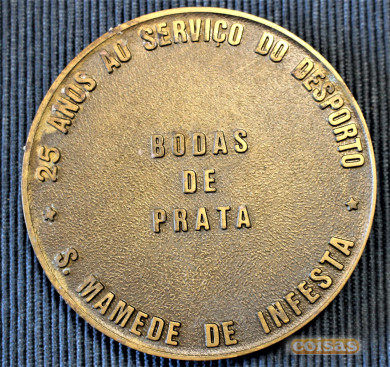 25 ANOS AO SERVIÇO DO DESPORTO
BODAS
DE
PRATA
S. MAMEDE DE INFESTA
coisas